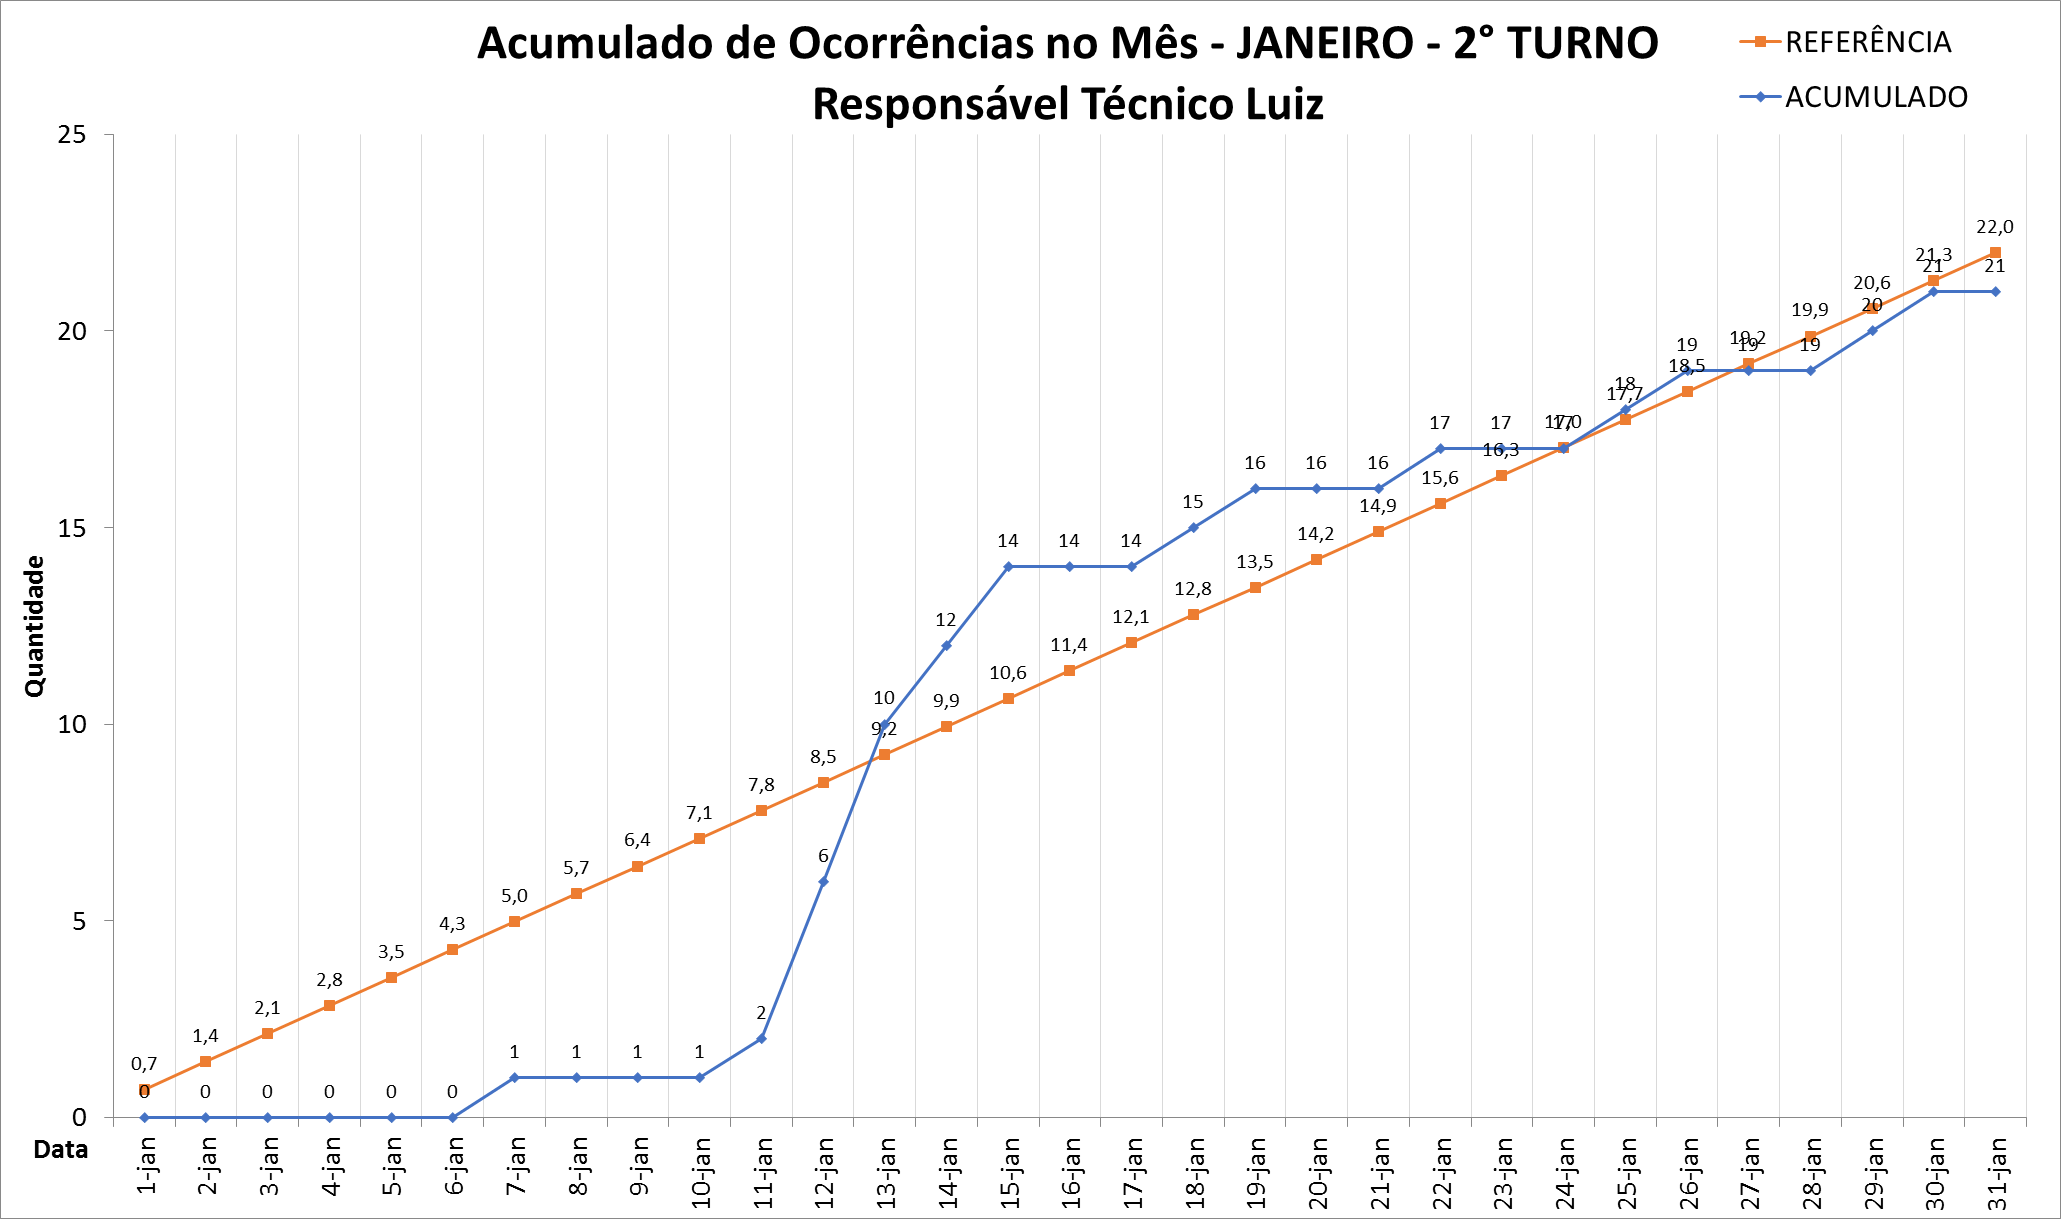 Acumulado de Ocorrências no Mês - JANEIRO - 2° TURNO
Responsável Técnico Luiz
REFERÊNCIA
ACUMULADO
25
20
15
10
5
0
Quantidade
0,7
1,4
2,1
2,8
3,5
4,3
5,0
5,7
6,4
7,1
7,8
8,5
9,2
9,9
10,6
11,4
12,1
12,8
13,5
14,2
14,9
15,6
16,3
17,0
17,7
18,5
19,2
19,9
20,6
21,3
22,0
0
0
0
0
0
0
1
1
1
1
2
6
10
12
14
14
14
15
16
16
16
17
17
17
18
19
19
19
20
21
21
Data
1-jan
2-jan
3-jan
4-jan
5-jan
6-jan
7-jan
8-jan
9-jan
10-jan
11-jan
12-jan
13-jan
14-jan
15-jan
16-jan
17-jan
18-jan
19-jan
20-jan
21-jan
22-jan
23-jan
24-jan
25-jan
26-jan
27-jan
28-jan
29-jan
30-jan
31-jan